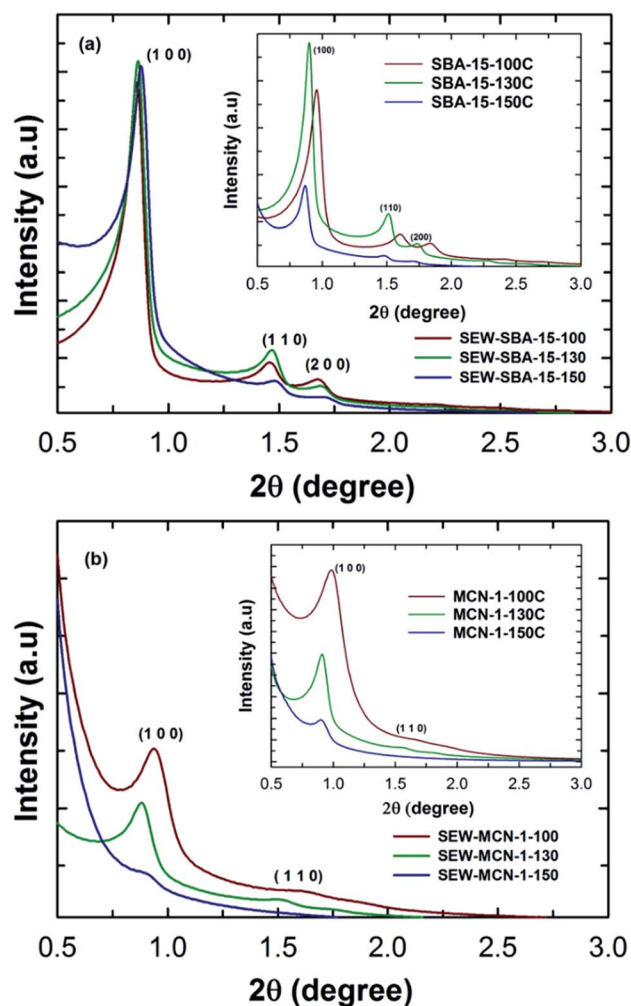 (a)
(1 0 0)
Intensity (a.u)
(100)
SBA-15-100C
SBA-15-130C
SBA-15-150C
Intensity (a.u)
(110)
(200)
0.5 1.0 1.5 2.0 2.5 3.0
2θ (degree)
(1 1 0)
(2 0 0)
SEW-SBA-15-100
SEW-SBA-15-130
SEW-SBA-15-150
0.5 1.0 1.5 2.0 2.5 3.0
2θ (degree)
(b)
(1 0 0)
Intensity (a.u)
(1 0 0)
MCN-1-100C
MCN-1-130C
MCN-1-150C
Intensity (a.u)
(1 1 0)
0.5 1.0 1.5 2.0 2.5 3.0
2θ (degree)
(1 1 0)
SEW-MCN-1-100
SEW-MCN-1-130
SEW-MCN-1-150
0.5 1.0 1.5 2.0 2.5 3.0
2θ (degree)